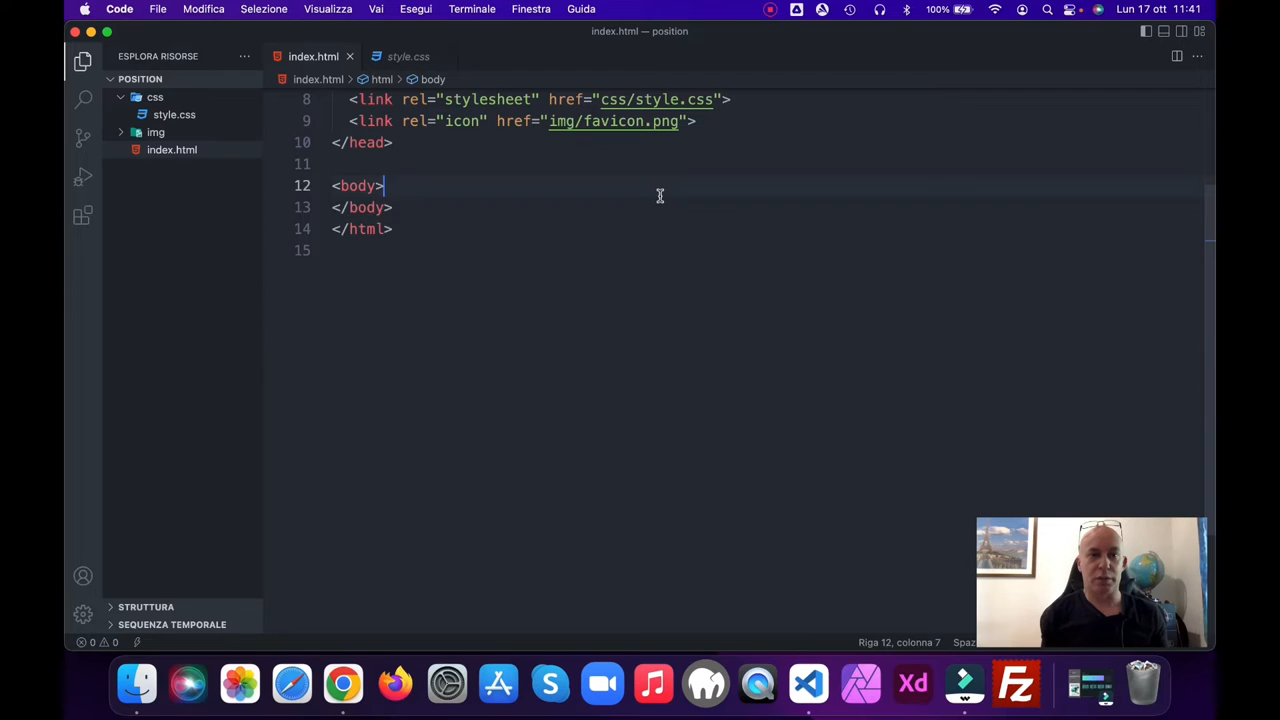 Code File Modifica Selezione Visualizza Vai Esegui Terminale Finestra Guida 100% Lun 17 ott 11:41
index.html — position
ESPLORA RISORSE
index.html style.css
POSITION
index.html > html > body
css
style.css
img
index.html
8 <link rel="stylesheet" href="css/style.css">
9 <link rel="icon" href="img/favicon.png">
10 </head>
11
12 <body>
13 </body>
14 </html>
15
STRUTTURA
SEQUENZA TEMPORALE
0 0 Riga 12, colonna 7 Spaz
Xd
FZ